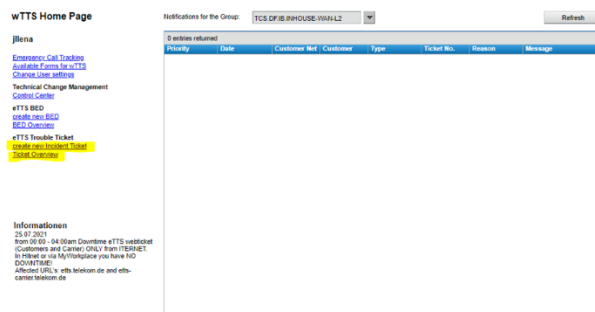 wTTS Home Page
Notifications for the Group: TCS.DF.IB.INHOUSE-WAN-L2
Refresh
jllena
0 entries returned
Priority Date Customer Net Customer Type Ticket No. Reason Message
Emergency Call Tracking
Available Forms for wTTS
Change User settings
Technical Change Management
Control Center
eTTS BED
create new BED
BED Overview
eTTS Trouble Ticket
create new Incident Ticket
Ticket Overview
Informationen
25.07.2021
from 00:00 - 04:00am Downtime eTTS webticket
(Customers and Carrier) ONLY from ITERNET.
In Hitnet or via MyWorkplace you have NO
DOWNTIME!
Affected URL's: etts.telekom.de and etts-
carrier.telekom.de